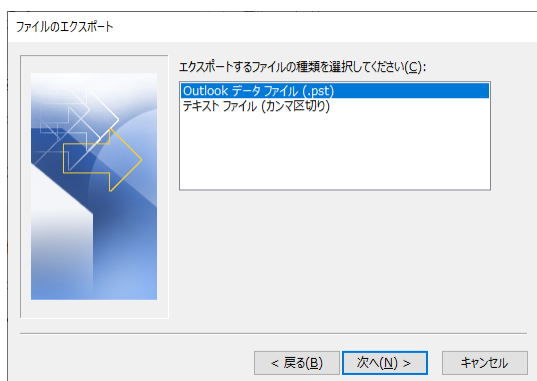 ファイルのエクスポート
エクスポートするファイルの種類を選択してください(C):
Outlook データ ファイル (.pst)
テキスト ファイル (カンマ区切り)
< 戻る(B)
次へ(N) >
キャンセル